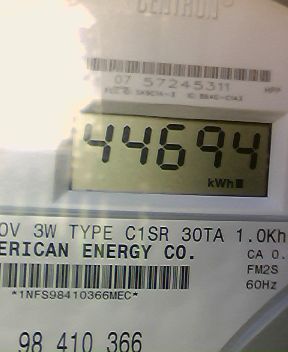 CENTRON
07 57245311
44694
kWh
0V 3W TYPE C1SR 30TA 1.0Kh
ERICAN ENERGY CO. CA 0.
FM2S
*1NFS98410366MEC* 60Hz
98 410 366